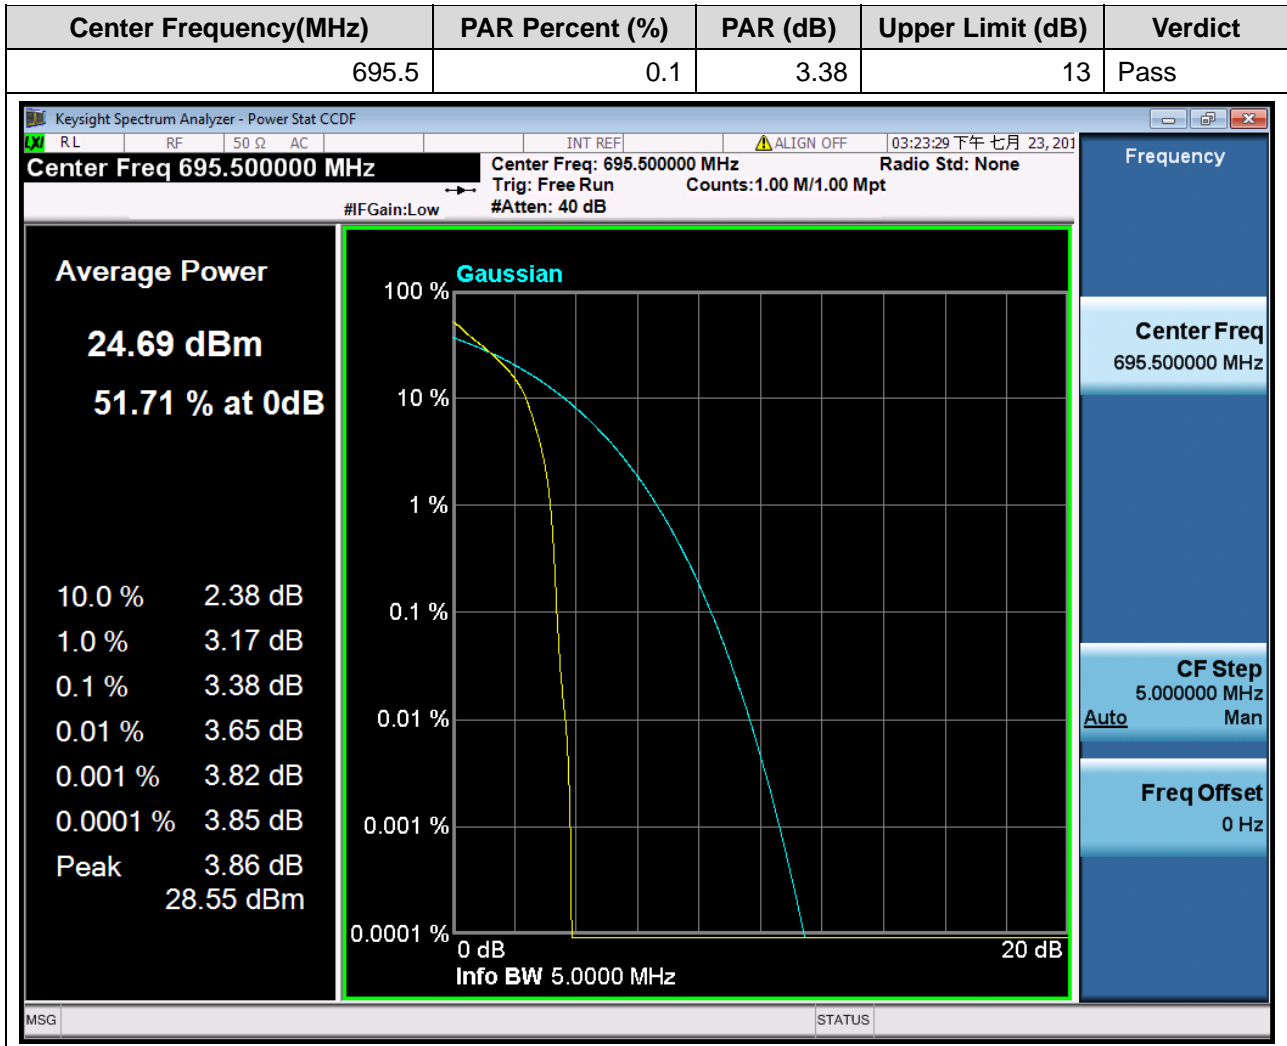 Center Frequency(MHz) PAR Percent (%) PAR (dB) Upper Limit (dB) Verdict
695.5 0.1 3.38 13 Pass
Keysight Spectrum Analyzer - Power Stat CCDF
LXI RL RF 50 Ω AC INT REF ALIGN OFF 03:23:29 下午 七月 23, 201
Center Freq 695.500000 MHz
Center Freq: 695.500000 MHz Radio Std: None
Trig: Free Run Counts:1.00 M/1.00 Mpt
#IFGain:Low #Atten: 40 dB
Average Power
24.69 dBm
51.71 % at 0dB
10.0 % 2.38 dB
1.0 % 3.17 dB
0.1 % 3.38 dB
0.01 % 3.65 dB
0.001 % 3.82 dB
0.0001 % 3.85 dB
Peak 3.86 dB
28.55 dBm
Gaussian
100 %
10 %
1 %
0.1 %
0.01 %
0.001 %
0.0001 %
0 dB 20 dB
Info BW 5.0000 MHz
Frequency
Center Freq
695.500000 MHz
CF Step
5.000000 MHz
Auto Man
Freq Offset
0 Hz
MSG STATUS